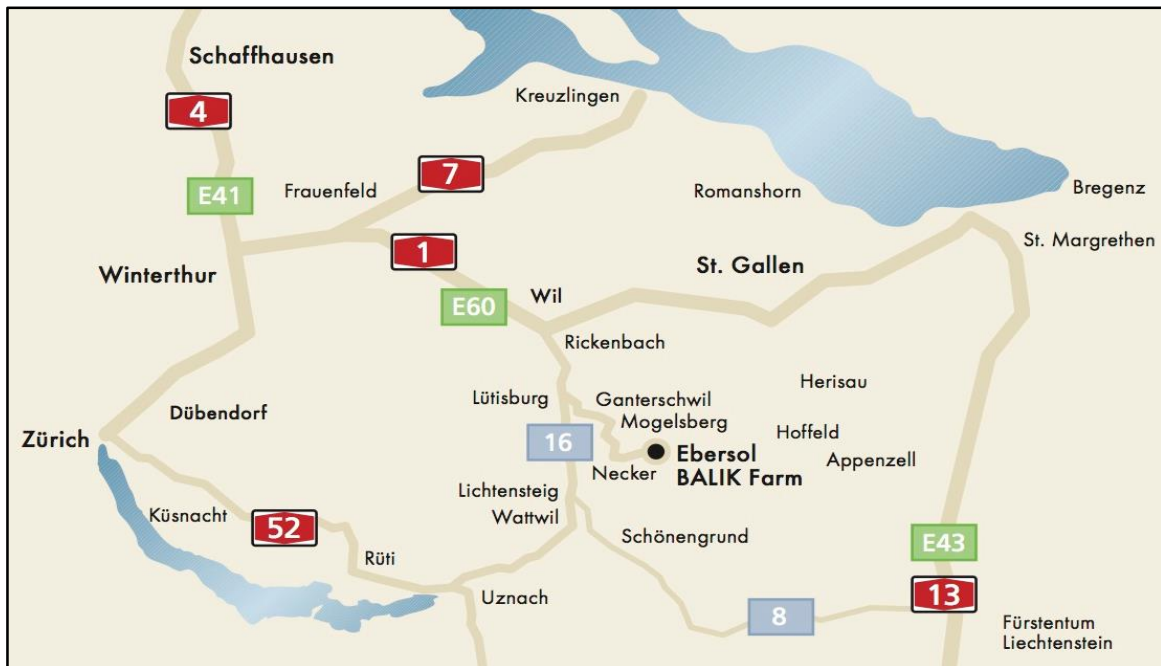 Schaffhausen
Kreuzlingen
4
7
E41
Frauenfeld
Romanshorn
Bregenz
1
St. Margrethen
Winterthur
St. Gallen
E60
Wil
Rickenbach
Herisau
Lütisburg
Ganterschwil
Mogelsberg
Dübendorf
Zürich
16
Hoffeld
Ebersol
BALIK Farm
Appenzell
Necker
Lichtensteig
Wattwil
Küsnacht
52
Schönengrund
E43
Rüti
Uznach
13
8
Fürstentum
Liechtenstein